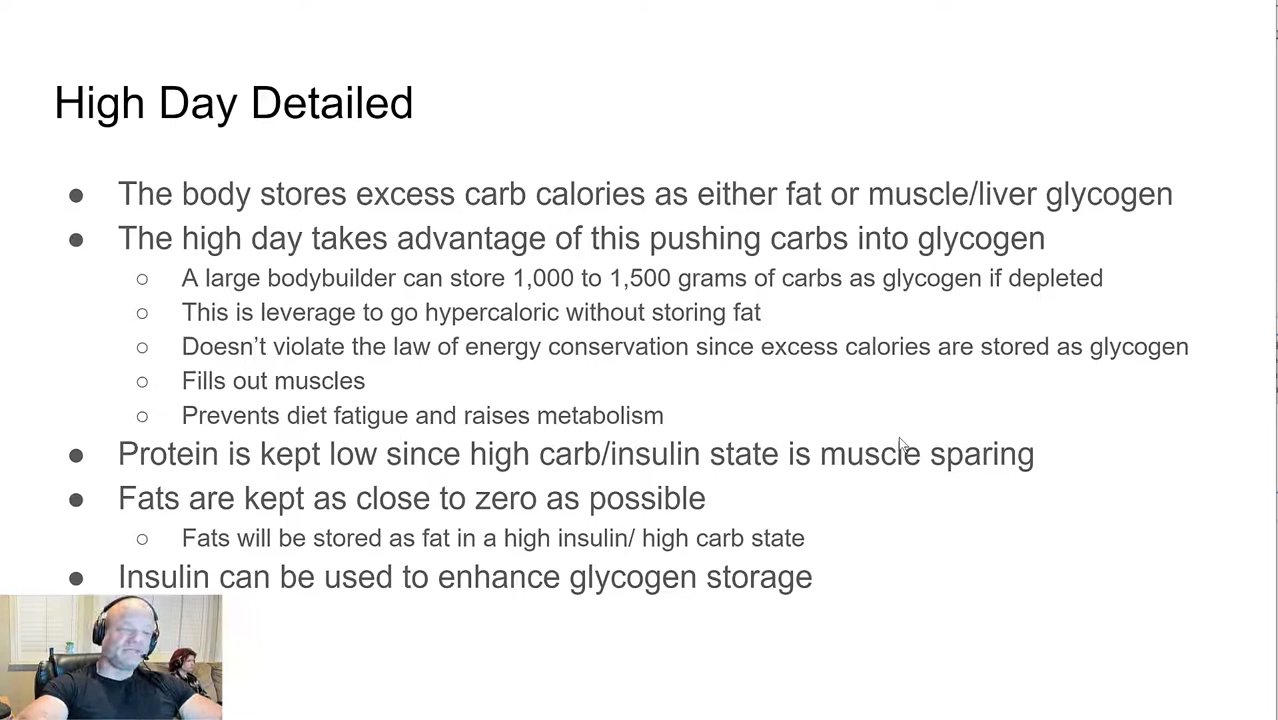 High Day Detailed
● The body stores excess carb calories as either fat or muscle/liver glycogen
● The high day takes advantage of this pushing carbs into glycogen
○ A large bodybuilder can store 1,000 to 1,500 grams of carbs as glycogen if depleted
○ This is leverage to go hypercaloric without storing fat
○ Doesn’t violate the law of energy conservation since excess calories are stored as glycogen
○ Fills out muscles
○ Prevents diet fatigue and raises metabolism
● Protein is kept low since high carb/insulin state is muscle sparing
● Fats are kept as close to zero as possible
○ Fats will be stored as fat in a high insulin/ high carb state
● Insulin can be used to enhance glycogen storage